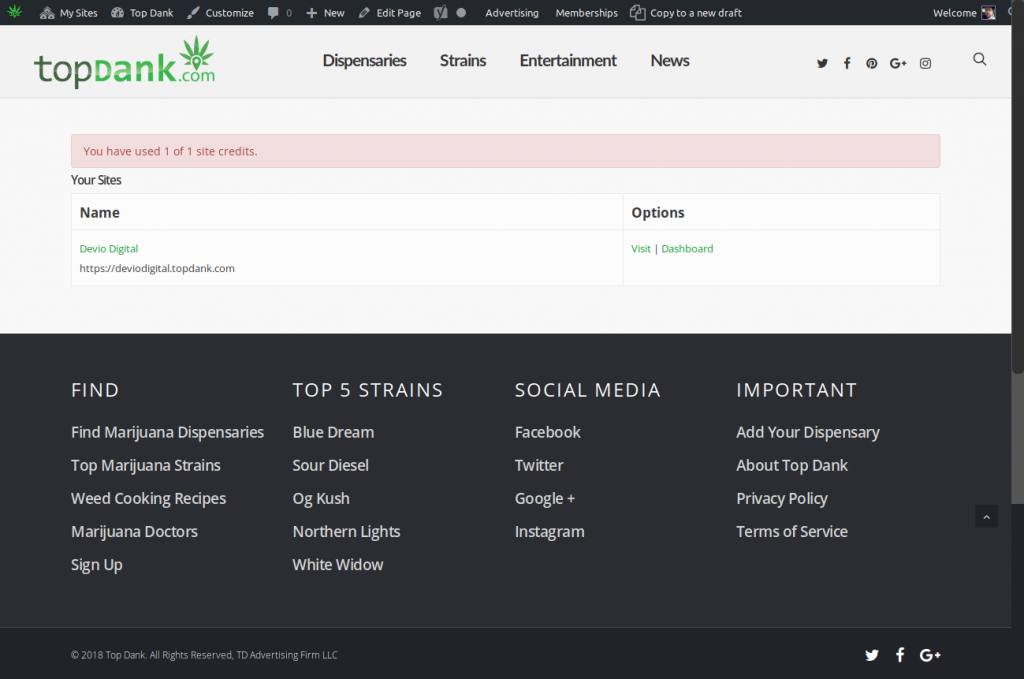 My Sites Top Dank Customize 0 New Edit Page Advertising Memberships Copy to a new draft Welcome
topDank.com
Dispensaries Strains Entertainment News
You have used 1 of 1 site credits.
Your Sites
Name Options
Devio Digital Visit | Dashboard
https://deviodigital.topdank.com
FIND TOP 5 STRAINS SOCIAL MEDIA IMPORTANT
Find Marijuana Dispensaries Blue Dream Facebook Add Your Dispensary
Top Marijuana Strains Sour Diesel Twitter About Top Dank
Weed Cooking Recipes Og Kush Google + Privacy Policy
Marijuana Doctors Northern Lights Instagram Terms of Service
Sign Up White Widow
© 2018 Top Dank. All Rights Reserved, TD Advertising Firm LLC